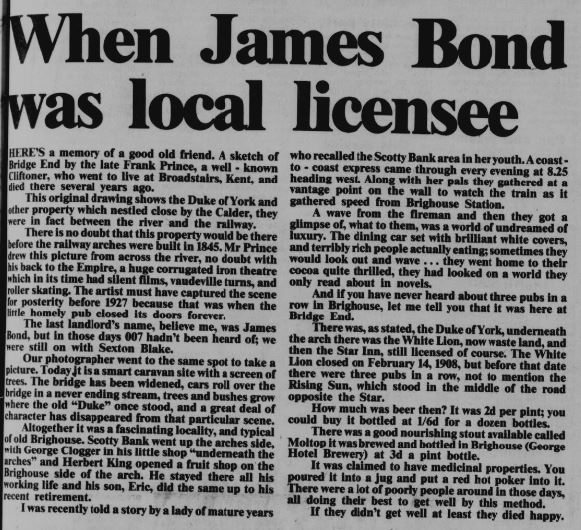 When James Bond
was local licensee
HERE'S a memory of a good old friend. A sketch of
Bridge End by the late Frank Prince, a well - known
Cliftoner, who went to live at Broadstairs, Kent, and
died there several years ago.
This original drawing shows the Duke of York and
other property which nestled close by the Calder, they
were in fact between the river and the railway.
There is no doubt that this property would be there
before the railway arches were built in 1845. Mr Prince
drew this picture from across the river, no doubt with
his back to the Empire, a huge corrugated iron theatre
which in its time had silent films, vaudeville turns, and
roller skating. The artist must have captured the scene
for posterity before 1927 because that was when the
little homely pub closed its doors forever.
The last landlord's name, believe me, was James
Bond, but in those days 007 hadn't been heard of; we
were still on with Sexton Blake.
Our photographer went to the same spot to take a
picture. Today it is a smart caravan site with a screen of
trees. The bridge has been widened, cars roll over the
bridge in a never ending stream, trees and bushes grow
where the old "Duke" once stood, and a great deal of
character has disappeared from that particular scene.
Altogether it was a fascinating locality, and typical
of old Brighouse. Scotty Bank went up the arches side,
with George Clogger in his little shop "underneath the
arches" and Herbert King opened a fruit shop on the
Brighouse side of the arch. He stayed there all his
working life and his son, Eric, did the same up to his
recent retirement.
I was recently told a story by a lady of mature years
who recalled the Scotty Bank area in her youth. A coast -
to - coast express came through every evening at 8.25
heading west. Along with her pals they gathered at a
vantage point on the wall to watch the train as it
gathered speed from Brighouse Station.
A wave from the fireman and then they got a
glimpse of, what to them, was a world of undreamed of
luxury. The dining car set with brilliant white covers,
and terribly rich people actually eating; sometimes they
would look out and wave . . . they went home to their
cocoa quite thrilled, they had looked on a world they
only read about in novels.
And if you have never heard about three pubs in a
row in Brighouse, let me tell you that it was here at
Bridge End.
There was, as stated, the Duke of York, underneath
the arch there was the White Lion, now waste land, and
then the Star Inn, still licensed of course. The White
Lion closed on February 14, 1908, but before that date
there were three pubs in a row, not to mention the
Rising Sun, which stood in the middle of the road
opposite the Star.
How much was beer then? It was 2d per pint; you
could buy it bottled at 1/6d for a dozen bottles.
There was a good nourishing stout available called
Moltop it was brewed and bottled in Brighouse (George
Hotel Brewery) at 3d a pint bottle.
It was claimed to have medicinal properties. You
poured it into a jug and put a red hot poker into it.
There were a lot of poorly people around in those days,
all doing their best to get well by this method.
If they didn't get well at least they died happy.